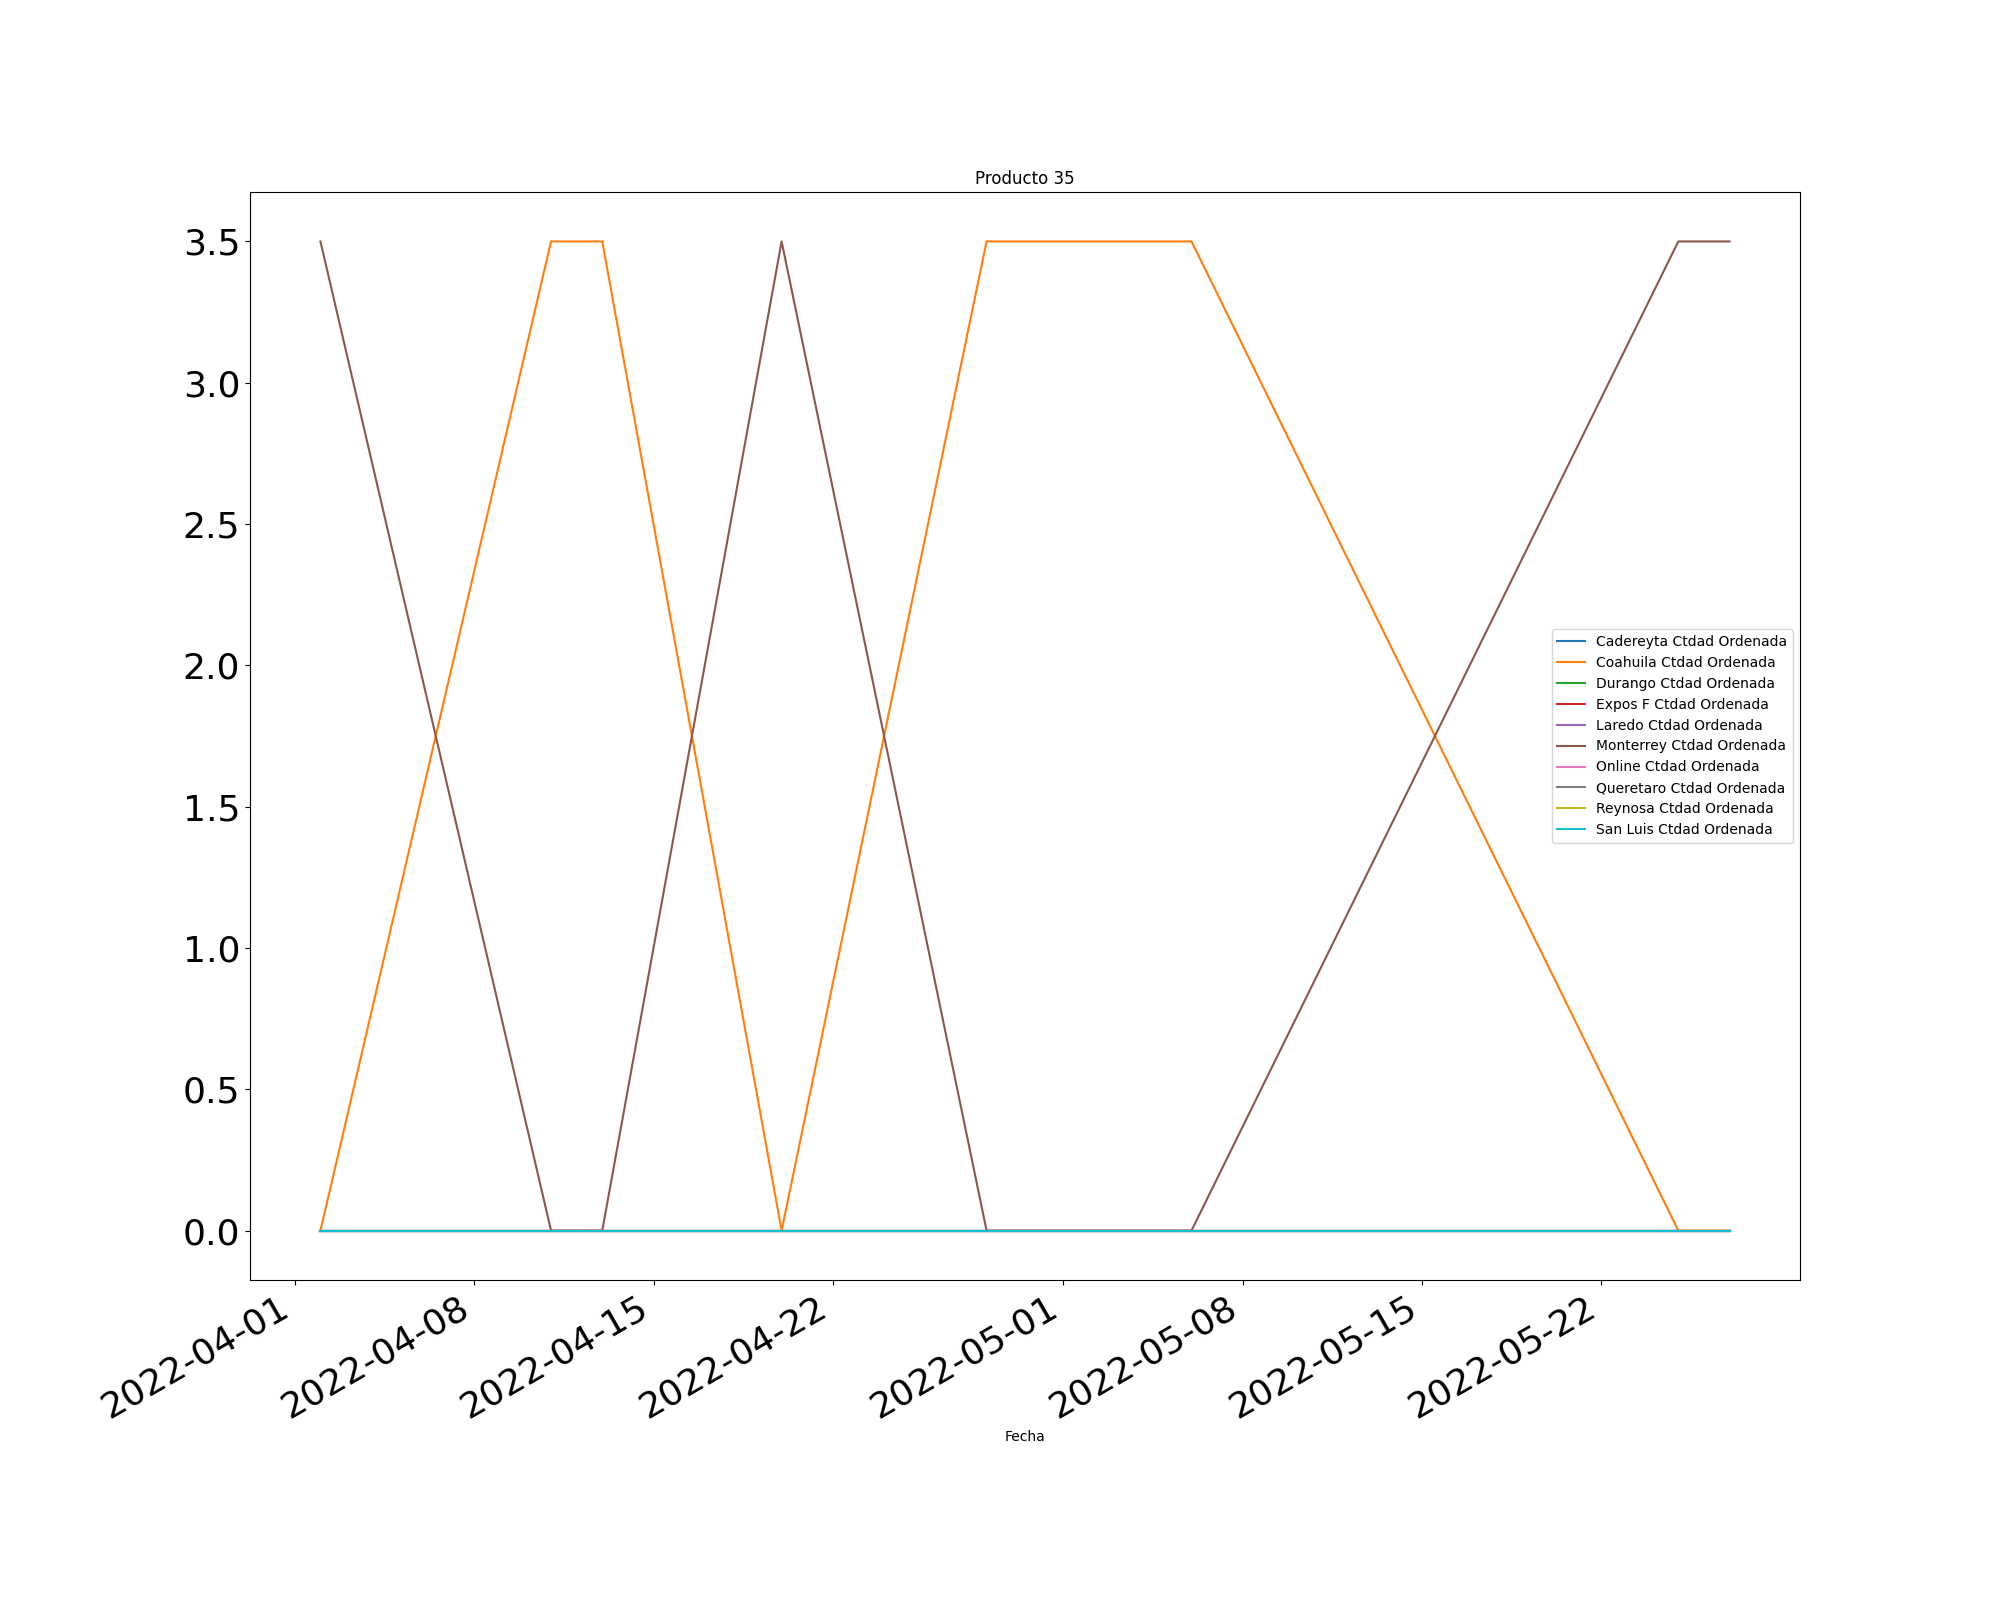 Producto 35
3.5
3.0
2.5
2.0
1.5
1.0
0.5
0.0
Cadereyta Ctdad Ordenada
Coahuila Ctdad Ordenada
Durango Ctdad Ordenada
Expos F Ctdad Ordenada
Laredo Ctdad Ordenada
Monterrey Ctdad Ordenada
Online Ctdad Ordenada
Queretaro Ctdad Ordenada
Reynosa Ctdad Ordenada
San Luis Ctdad Ordenada
2022-04-01
2022-04-08
2022-04-15
2022-04-22
2022-05-01
2022-05-08
2022-05-15
2022-05-22
Fecha